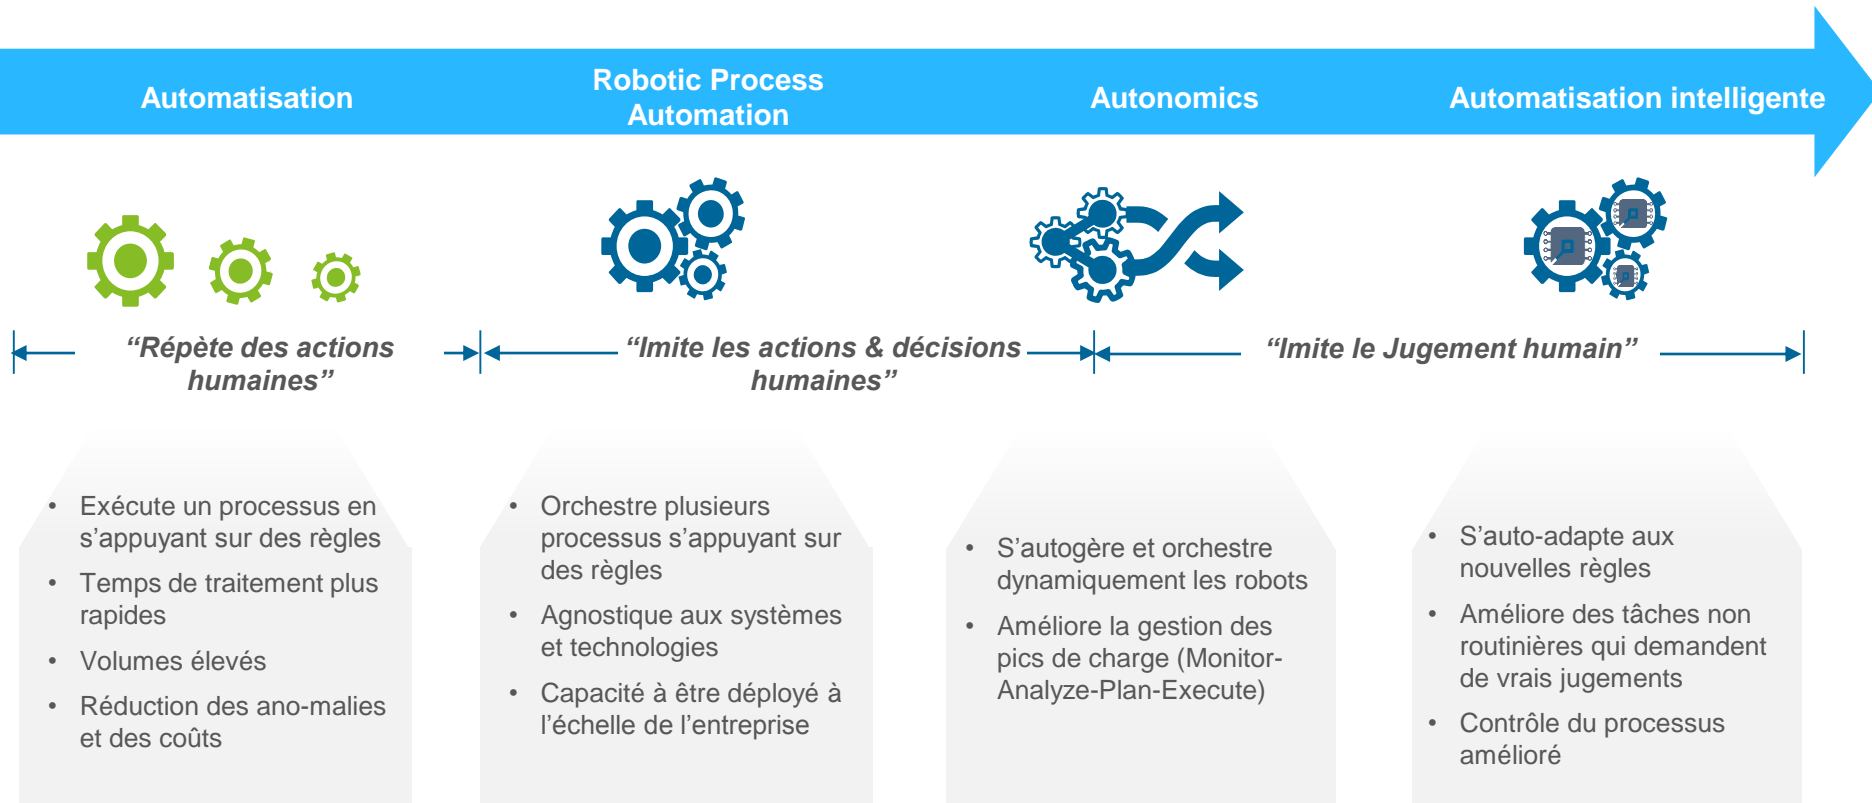 Automatisation
Robotic Process
Automation
Autonomics
Automatisation intelligente
“Répète des actions
humaines”
“Imite les actions & décisions
humaines”
“Imite le Jugement humain”
• Exécute un processus en
s’appuyant sur des règles
• Temps de traitement plus
rapides
• Volumes élevés
• Réduction des ano-malies
et des coûts
• Orchestre plusieurs
processus s’appuyant sur
des règles
• Agnostique aux systèmes
et technologies
• Capacité à être déployé à
l’échelle de l’entreprise
• S’autogère et orchestre
dynamiquement les robots
• Améliore la gestion des
pics de charge (Monitor-
Analyze-Plan-Execute)
• S’auto-adapte aux
nouvelles règles
• Améliore des tâches non
routinières qui demandent
de vrais jugements
• Contrôle du processus
amélioré